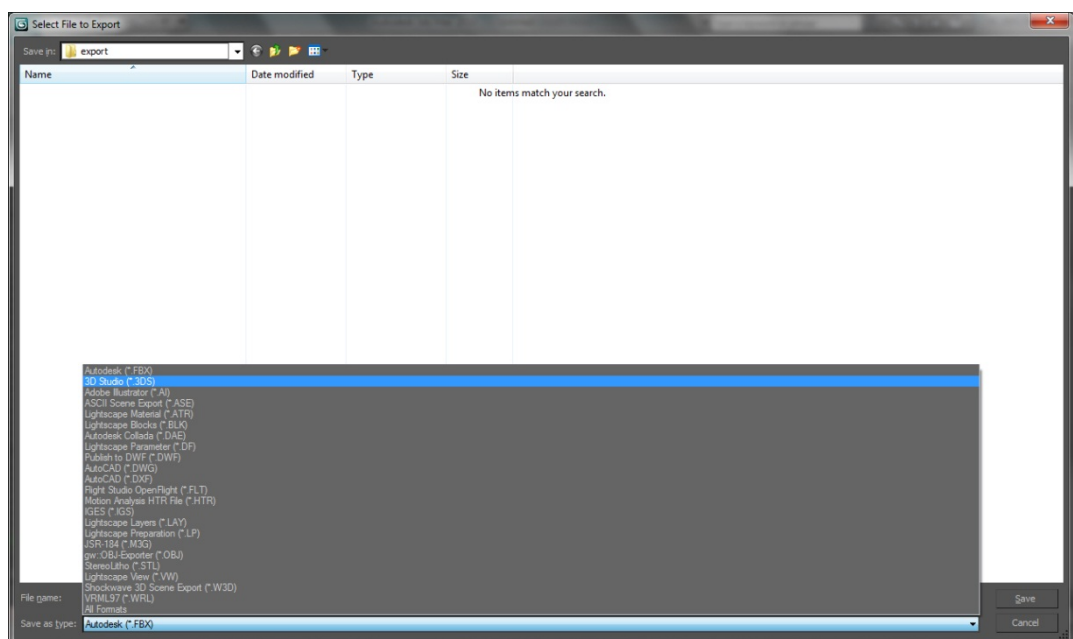 Select File to Export
Save in: export
Name Date modified Type Size
No items match your search.
Autodesk (*.FBX)
3D Studio (*.3DS)
Adobe Illustrator (*.AI)
ASCII Scene Export (*.ASE)
Lightscape Material (*.ATR)
Lightscape Blocks (*.BLK)
Autodesk Collada (*.DAE)
Lightscape Parameter (*.DF)
Publish to DWF (*.DWF)
AutoCAD (*.DWG)
AutoCAD (*.DXF)
Flight Studio OpenFlight (*.FLT)
Motion Analysis HTR File (*.HTR)
IGES (*.IGS)
Lightscape Layers (*.LAY)
Lightscape Preparation (*.LP)
JSR-184 (*.M3G)
gw::OBJ-Exporter (*.OBJ)
StereoLitho (*.STL)
Lightscape View (*.VW)
Shockwave 3D Scene Export (*.W3D)
File name: VRML97 (*.WRL) Save
All Formats
Save as type: Autodesk (*.FBX) Cancel